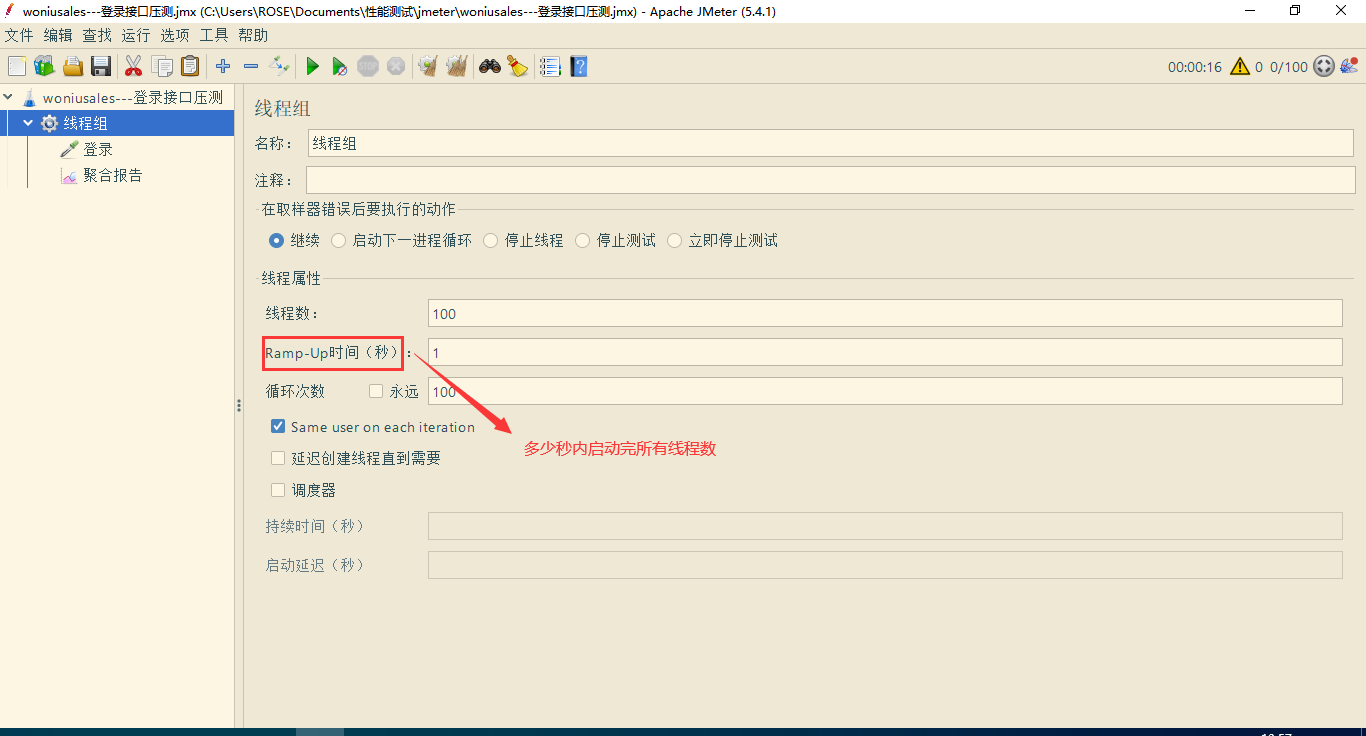 woniusales---登录接口压测.jmx (C:\Users\ROSE\Documents\性能测试\jmeter\woniusales---登录接口压测.jmx) - Apache JMeter (5.4.1)
文件 编辑 查找 运行 选项 工具 帮助
STOP
00:00:16 0 0/100
woniusales---登录接口压测
线程组
登录
聚合报告
线程组
名称： 线程组
注释：
在取样器错误后要执行的动作
继续 启动下一进程循环 停止线程 停止测试 立即停止测试
线程属性
线程数： 100
Ramp-Up时间（秒）： 1
循环次数 永远 100
Same user on each iteration
多少秒内启动完所有线程数
延迟创建线程直到需要
调度器
持续时间（秒）
启动延迟（秒）